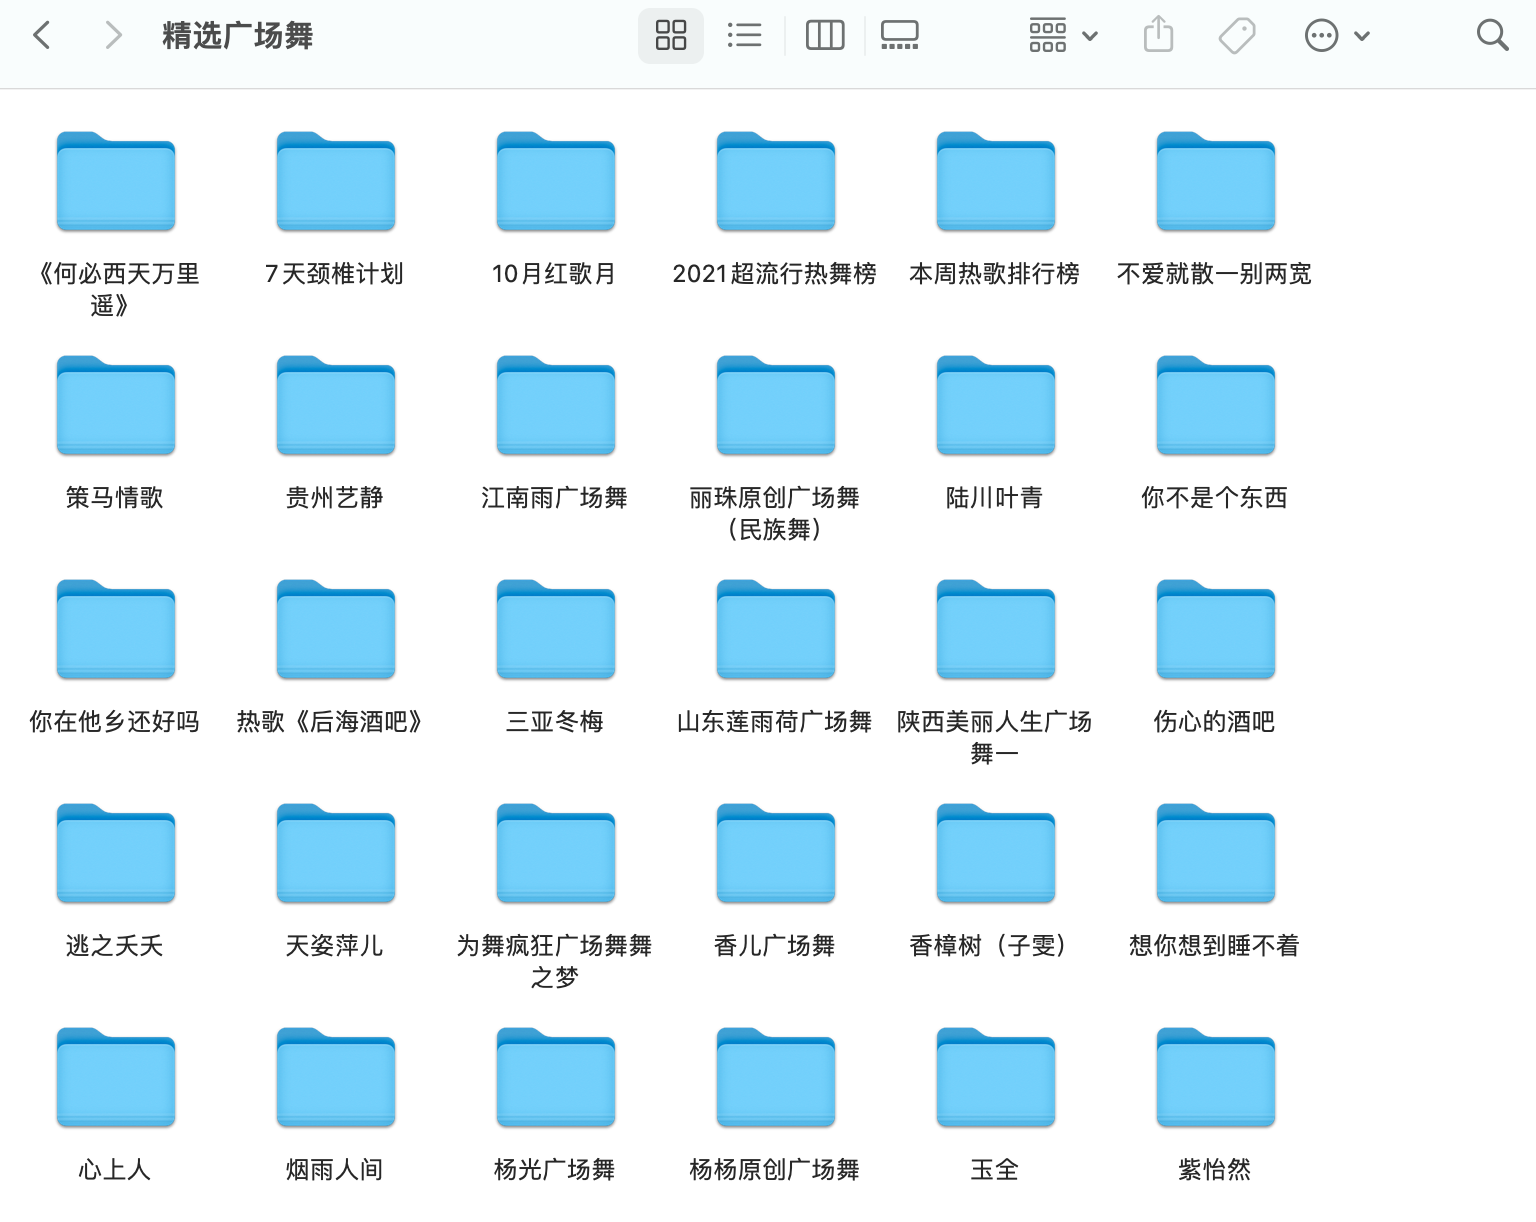 精选广场舞
《何必西天万里
遥》
7天颈椎计划
10月红歌月
2021超流行热舞榜
本周热歌排行榜
不爱就散一别两宽
策马情歌
贵州艺静
江南雨广场舞
丽珠原创广场舞
（民族舞）
陆川叶青
你不是个东西
你在他乡还好吗
热歌《后海酒吧》
三亚冬梅
山东莲雨荷广场舞
陕西美丽人生广场
舞一
伤心的酒吧
逃之夭夭
天姿萍儿
为舞疯狂广场舞舞
之梦
香儿广场舞
香樟树（子雯）
想你想到睡不着
心上人
烟雨人间
杨光广场舞
杨杨原创广场舞
玉全
紫怡然